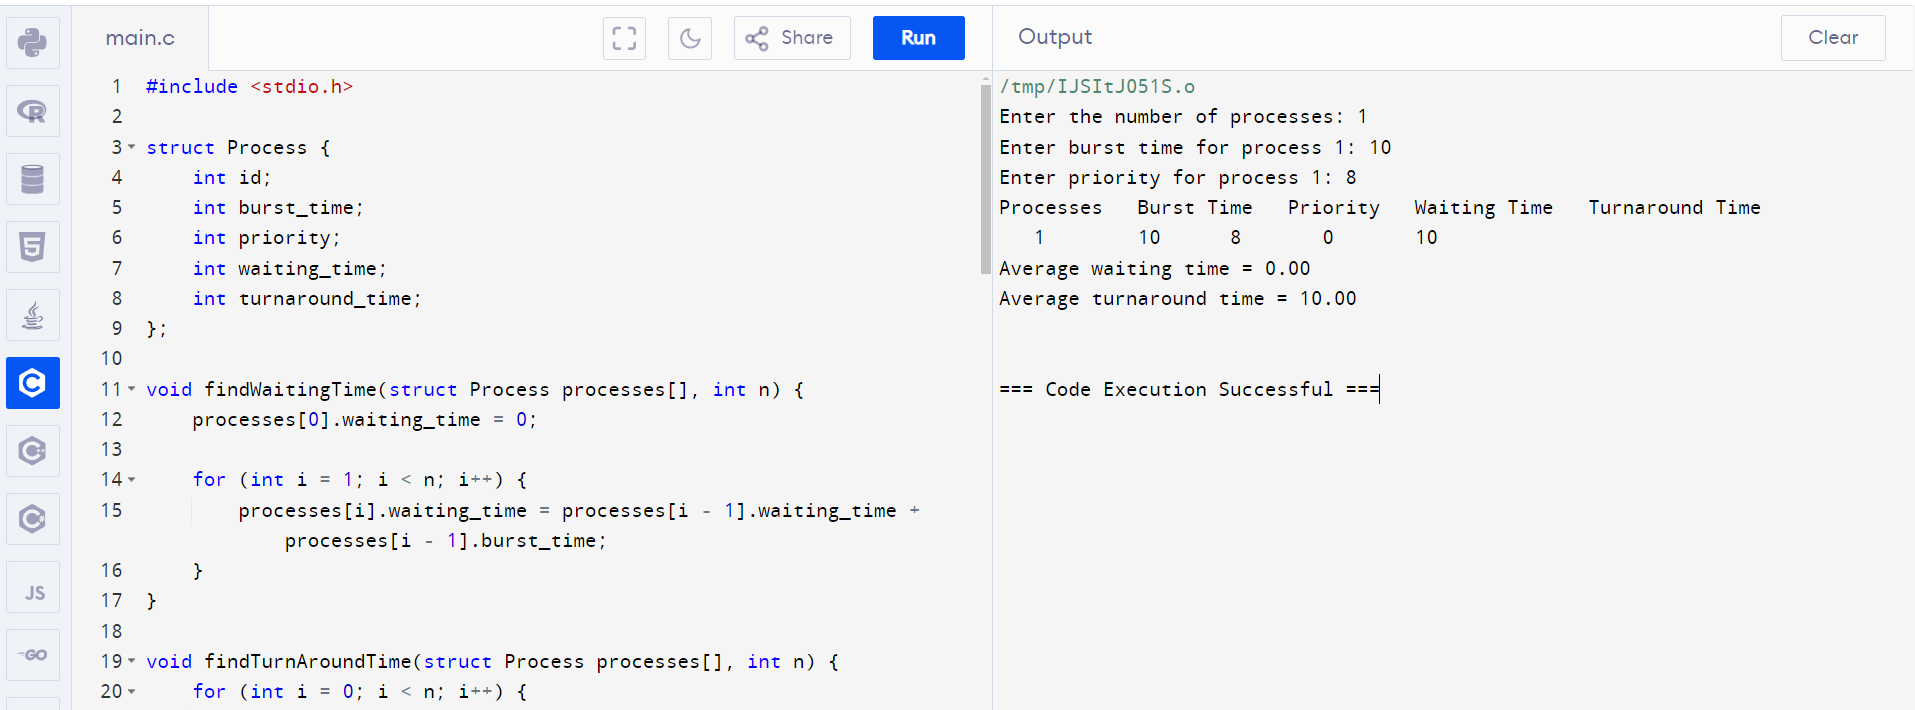 main.c
Share
Run
Output
Clear
1 #include <stdio.h>
2
3 struct Process {
4     int id;
5     int burst_time;
6     int priority;
7     int waiting_time;
8     int turnaround_time;
9 };
10
11 void findWaitingTime(struct Process processes[], int n) {
12     processes[0].waiting_time = 0;
13
14     for (int i = 1; i < n; i++) {
15         processes[i].waiting_time = processes[i - 1].waiting_time +
            processes[i - 1].burst_time;
16     }
17 }
18
19 void findTurnAroundTime(struct Process processes[], int n) {
20     for (int i = 0; i < n; i++) {
/tmp/IJSItJ051S.o
Enter the number of processes: 1
Enter burst time for process 1: 10
Enter priority for process 1: 8
Processes   Burst Time   Priority   Waiting Time   Turnaround Time
   1        10      8       0       10
Average waiting time = 0.00
Average turnaround time = 10.00
=== Code Execution Successful ===
R
5
C
C
C#
JS
GO